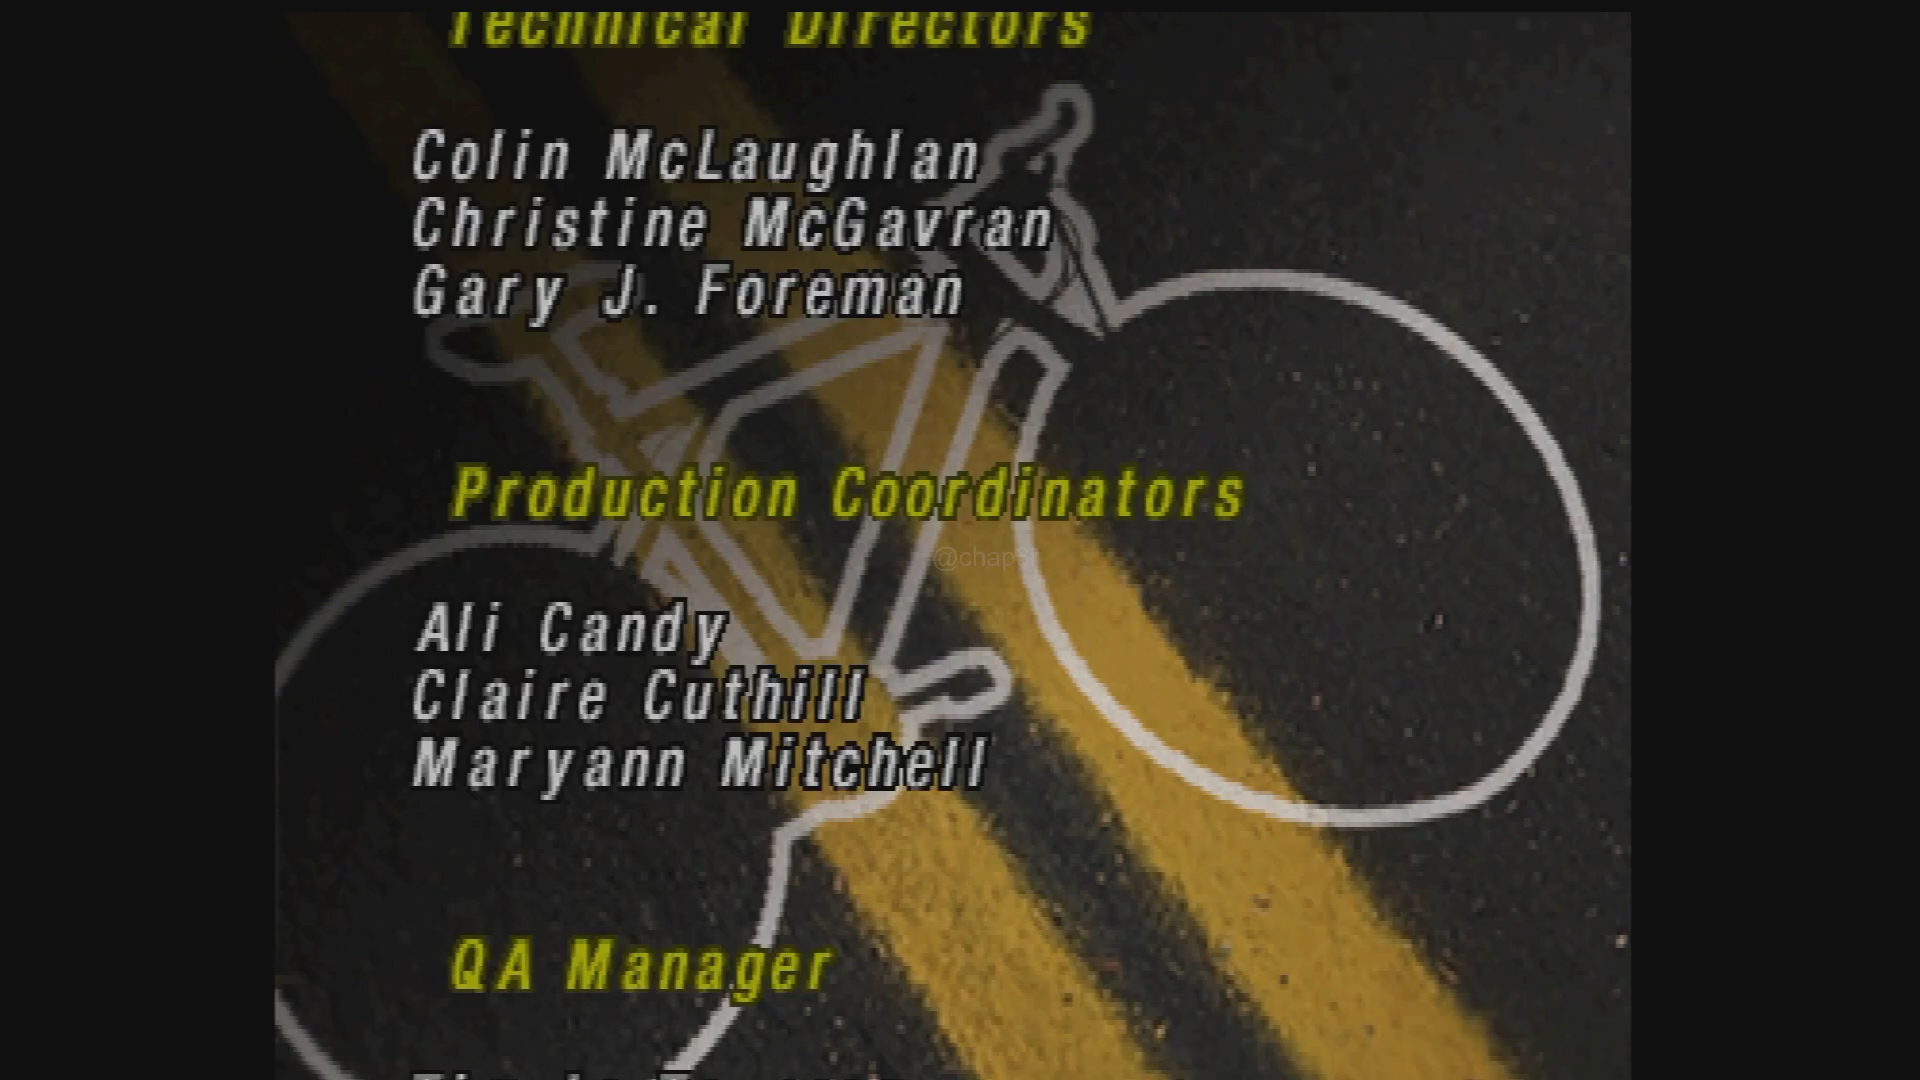 Technical Directors
Colin McLaughlan
Christine McGavran
Gary J. Foreman
Production Coordinators
Ali Candy
Claire Cuthill
Maryann Mitchell
QA Manager